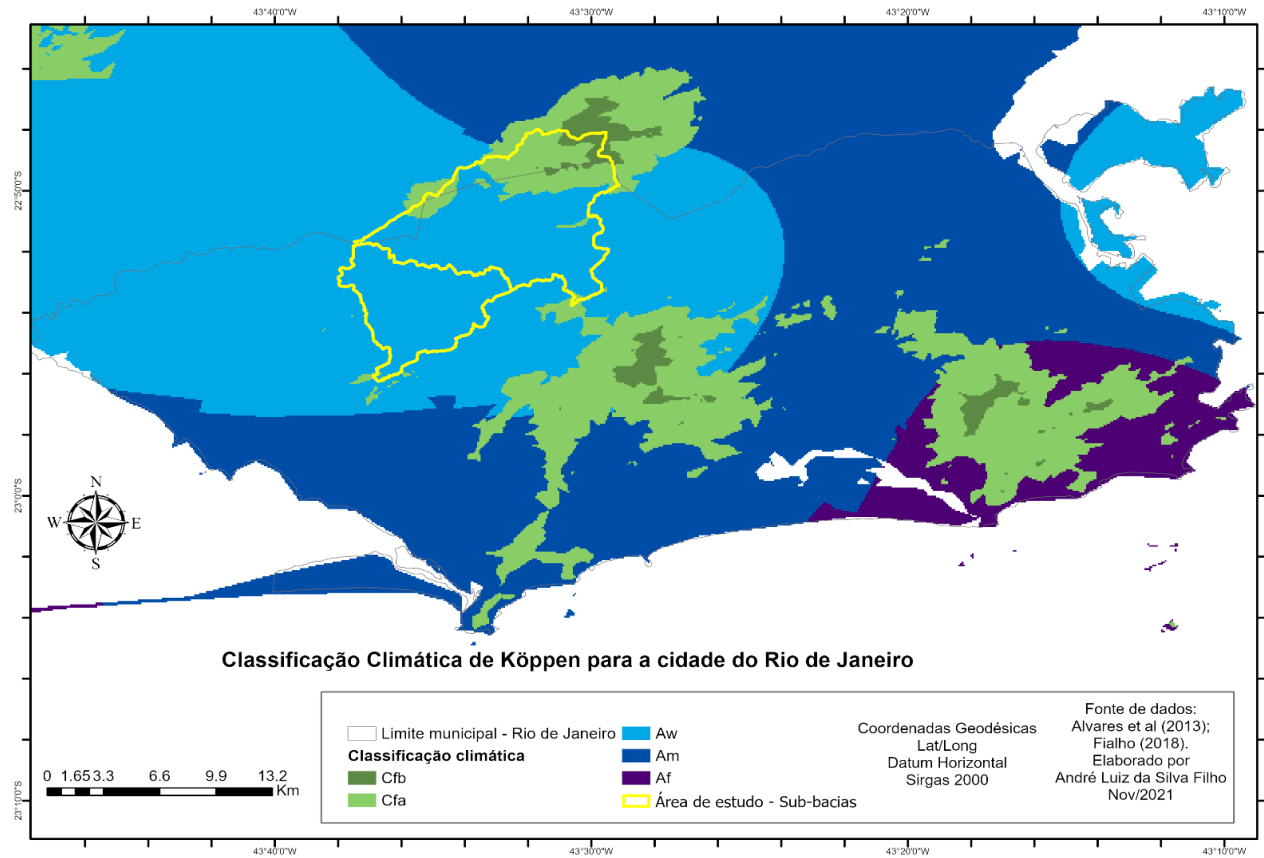 43°40'0"W 43°30'0"W 43°20'0"W 43°10'0"W
22°50'0"S
23°0'0"S
23°10'0"S
N
W E
S
Classificação Climática de Köppen para a cidade do Rio de Janeiro
Limite municipal - Rio de Janeiro
Classificação climática
Cfb
Cfa
Aw
Am
Af
Área de estudo - Sub-bacias
Coordenadas Geodésicas
Lat/Long
Datum Horizontal
Sirgas 2000
Fonte de dados:
Alvares et al (2013);
Fialho (2018).
Elaborado por
André Luiz da Silva Filho
Nov/2021
0 1.65 3.3 6.6 9.9 13.2
Km
43°40'0"W 43°30'0"W 43°20'0"W 43°10'0"W